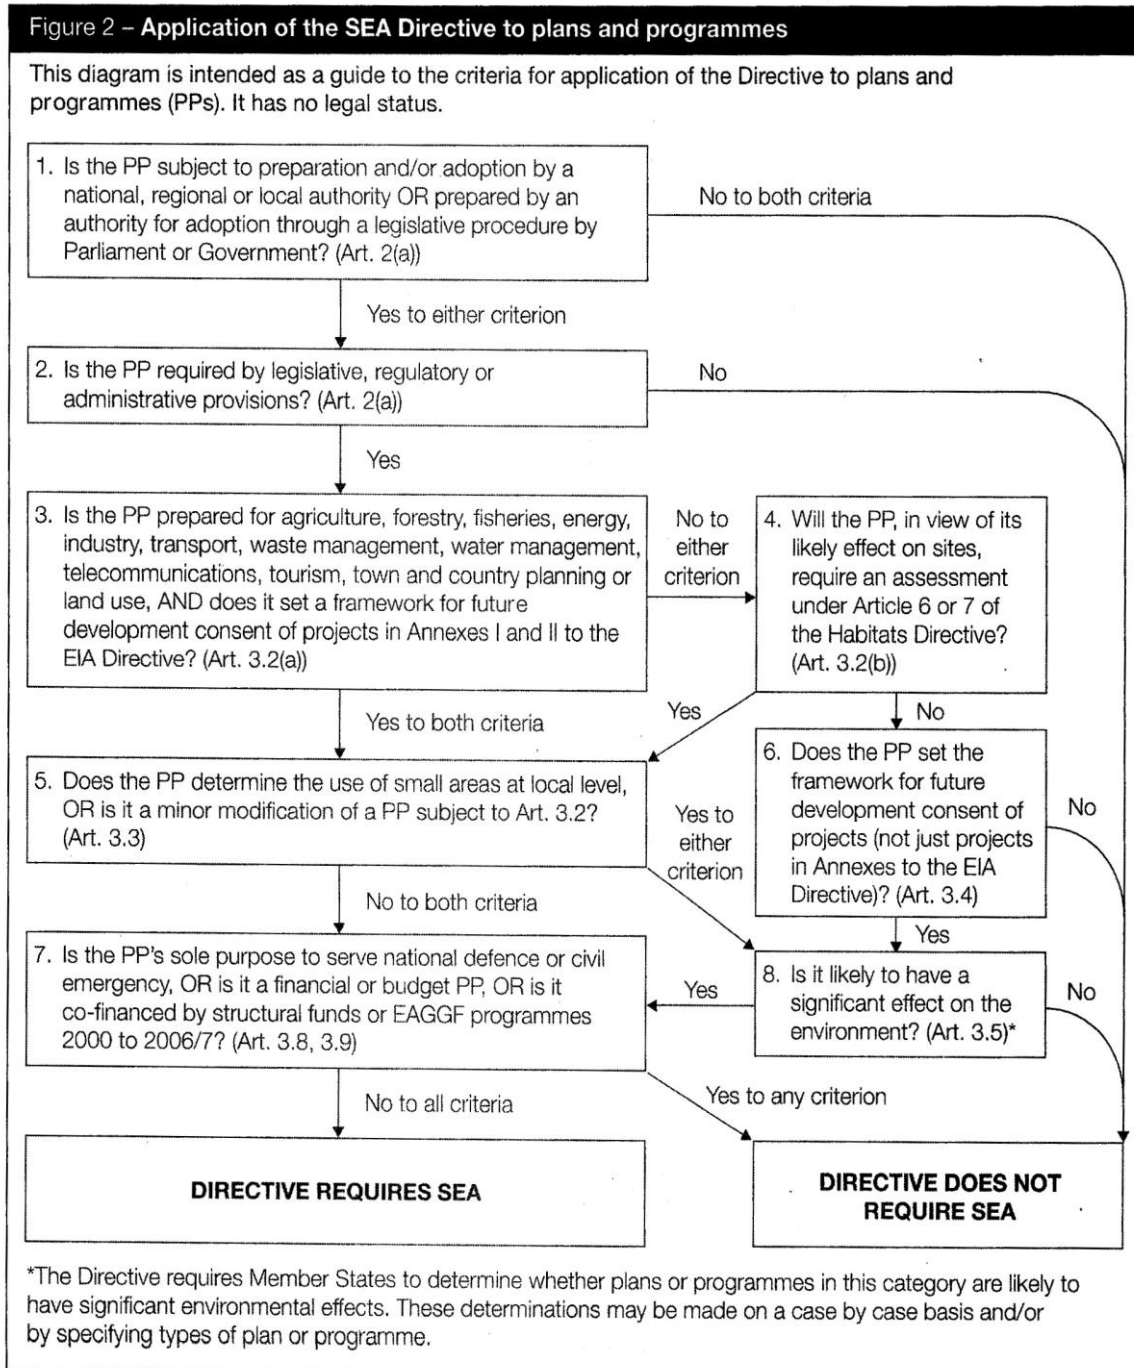 Figure 2 – Application of the SEA Directive to plans and programmes
This diagram is intended as a guide to the criteria for application of the Directive to plans and
programmes (PPs). It has no legal status.
1. Is the PP subject to preparation and/or adoption by a
national, regional or local authority OR prepared by an
authority for adoption through a legislative procedure by
Parliament or Government? (Art. 2(a))
No to both criteria
Yes to either criterion
2. Is the PP required by legislative, regulatory or
administrative provisions? (Art. 2(a))
No
Yes
3. Is the PP prepared for agriculture, forestry, fisheries, energy,
industry, transport, waste management, water management,
telecommunications, tourism, town and country planning or
land use, AND does it set a framework for future
development consent of projects in Annexes I and II to the
EIA Directive? (Art. 3.2(a))
No to
either
criterion
4. Will the PP, in view of its
likely effect on sites,
require an assessment
under Article 6 or 7 of
the Habitats Directive?
(Art. 3.2(b))
Yes to both criteria
Yes
No
5. Does the PP determine the use of small areas at local level,
OR is it a minor modification of a PP subject to Art. 3.2?
(Art. 3.3)
Yes to
either
criterion
6. Does the PP set the
framework for future
development consent of
projects (not just projects
in Annexes to the EIA
Directive)? (Art. 3.4)
No
No to both criteria
Yes
7. Is the PP's sole purpose to serve national defence or civil
emergency, OR is it a financial or budget PP, OR is it
co-financed by structural funds or EAGGF programmes
2000 to 2006/7? (Art. 3.8, 3.9)
Yes
8. Is it likely to have a
significant effect on the
environment? (Art. 3.5)*
No
No to all criteria
Yes to any criterion
DIRECTIVE REQUIRES SEA
DIRECTIVE DOES NOT
REQUIRE SEA
*The Directive requires Member States to determine whether plans or programmes in this category are likely to
have significant environmental effects. These determinations may be made on a case by case basis and/or
by specifying types of plan or programme.